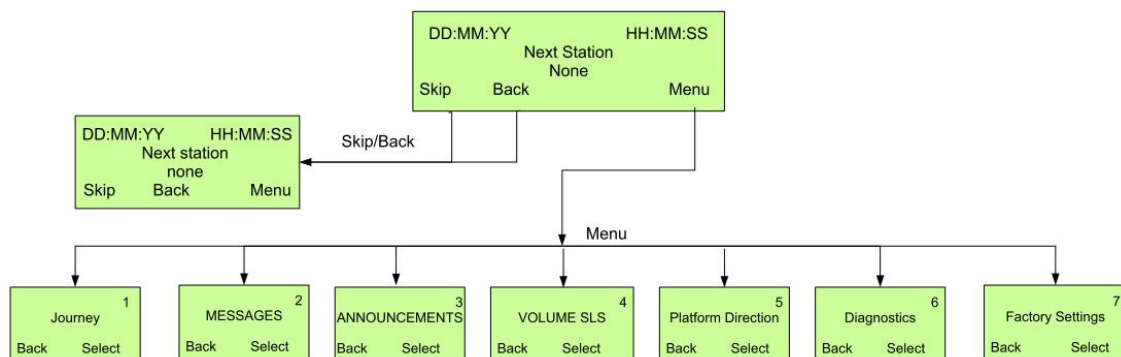 DD:MM:YY HH:MM:SS
Next Station
None
Skip Back Menu
Skip/Back
DD:MM:YY HH:MM:SS
Next station
none
Skip Back Menu
Menu
1
Journey
Back Select
2
MESSAGES
Back Select
3
ANNOUNCEMENTS
Back Select
4
VOLUME SLS
Back Select
5
Platform Direction
Back Select
6
Diagnostics
Back Select
7
Factory Settings
Back Select